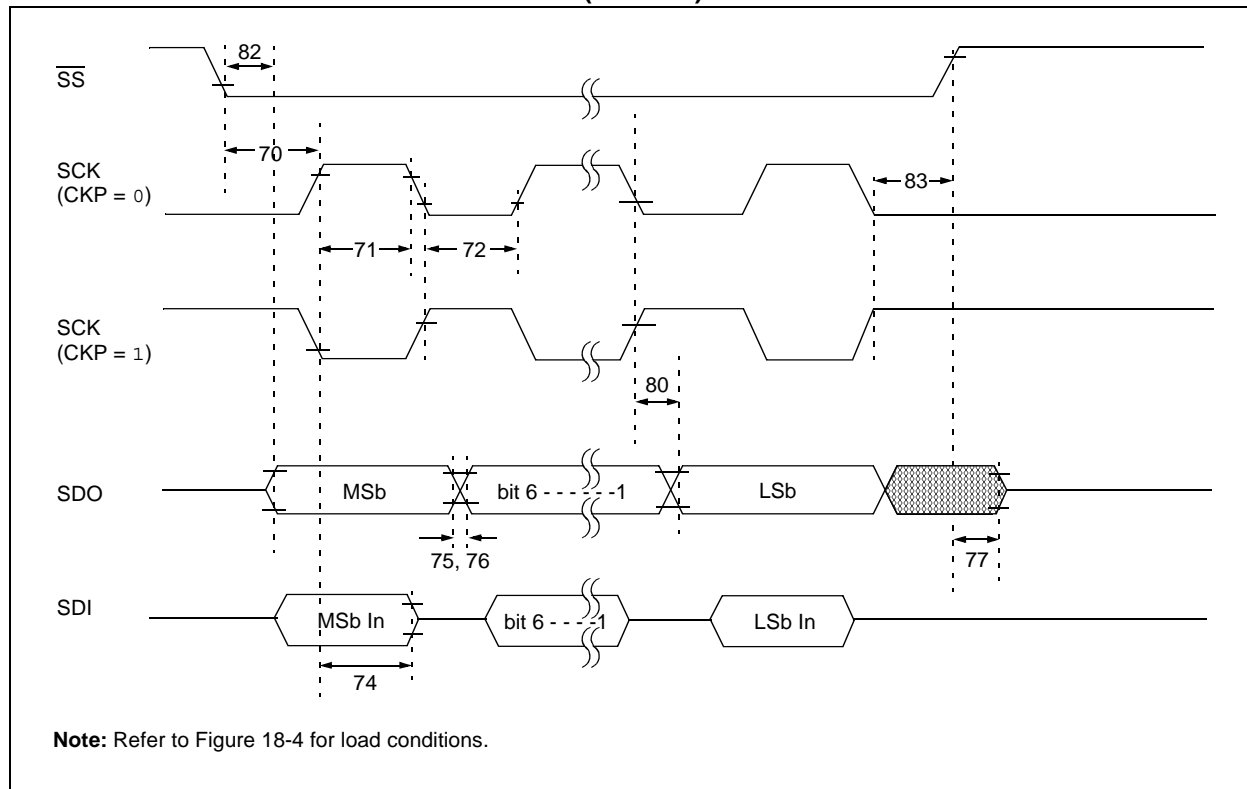 82
SS
70
SCK
(CKP = 0)
83
71
72
SCK
(CKP = 1)
80
SDO
MSb
bit 6 - - - - - -1
LSb
75, 76
77
SDI
MSb In
bit 6 - - - -1
LSb In
74
Note: Refer to Figure 18-4 for load conditions.